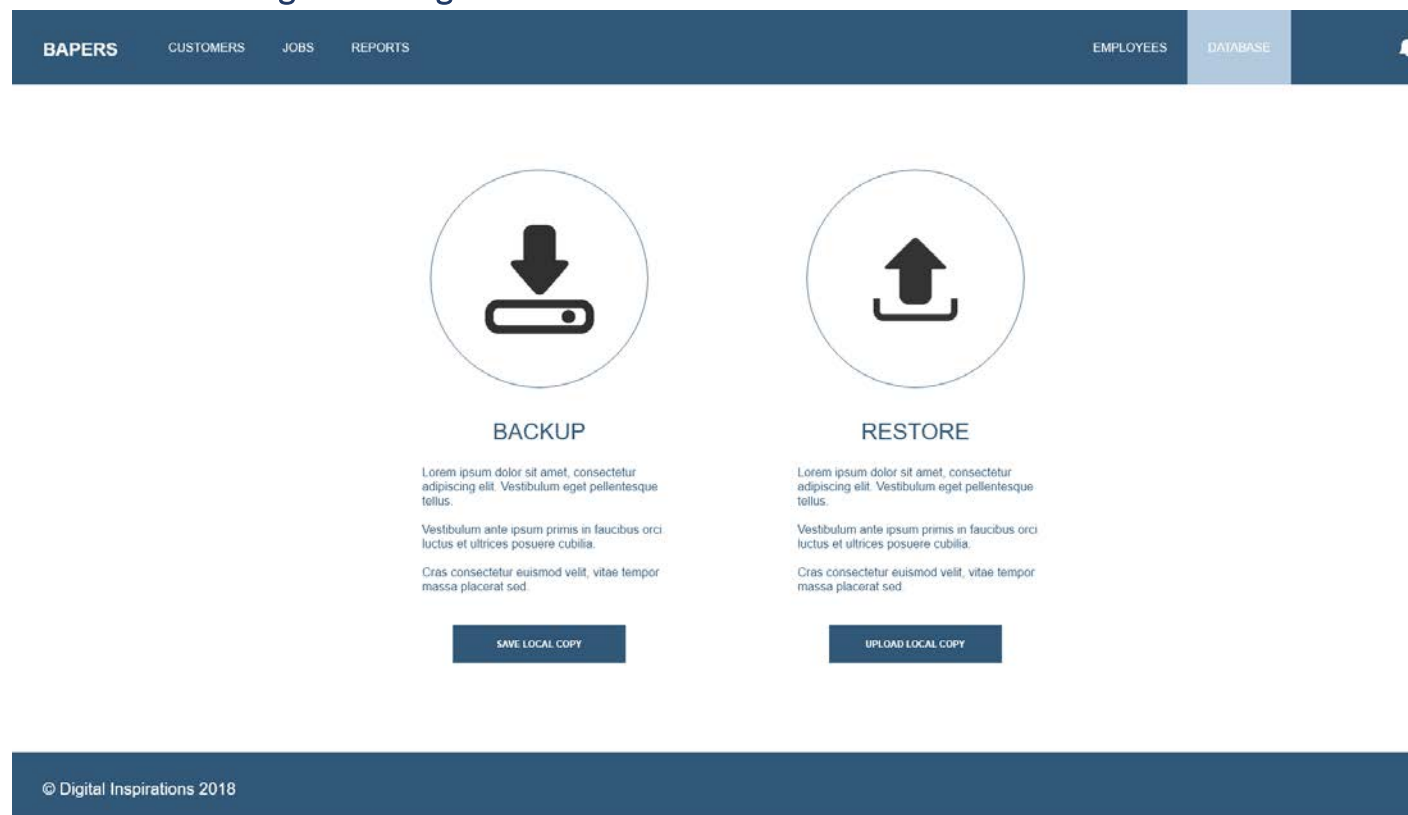 BAPERS CUSTOMERS JOBS REPORTS EMPLOYEES DATABASE
BACKUP
Lorem ipsum dolor sit amet, consectetur
adipiscing elit. Vestibulum eget pellentesque
tellus.
Vestibulum ante ipsum primis in faucibus orci
luctus et ultrices posuere cubilia.
Cras consectetur euismod velit, vitae tempor
massa placerat sed.
SAVE LOCAL COPY
RESTORE
Lorem ipsum dolor sit amet, consectetur
adipiscing elit. Vestibulum eget pellentesque
tellus.
Vestibulum ante ipsum primis in faucibus orci
luctus et ultrices posuere cubilia.
Cras consectetur euismod velit, vitae tempor
massa placerat sed
UPLOAD LOCAL COPY
© Digital Inspirations 2018